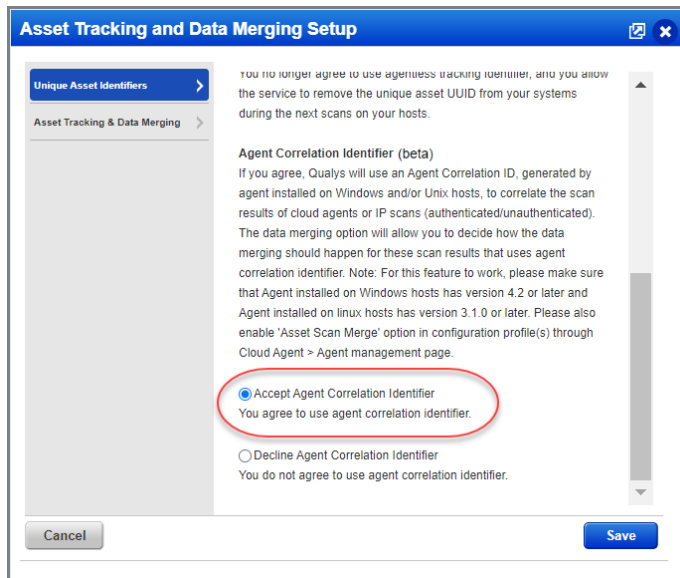 Asset Tracking and Data Merging Setup
Unique Asset Identifiers
Asset Tracking & Data Merging
You no longer agree to use agentless tracking identifier, and you allow
the service to remove the unique asset UUID from your systems
during the next scans on your hosts.
Agent Correlation Identifier (beta)
If you agree, Qualys will use an Agent Correlation ID, generated by
agent installed on Windows and/or Unix hosts, to correlate the scan
results of cloud agents or IP scans (authenticated/unauthenticated).
The data merging option will allow you to decide how the data
merging should happen for these scan results that uses agent
correlation identifier. Note: For this feature to work, please make sure
that Agent installed on Windows hosts has version 4.2 or later and
Agent installed on linux hosts has version 3.1.0 or later. Please also
enable 'Asset Scan Merge' option in configuration profile(s) through
Cloud Agent > Agent management page.
Accept Agent Correlation Identifier
You agree to use agent correlation identifier.
Decline Agent Correlation Identifier
You do not agree to use agent correlation identifier.
Cancel
Save